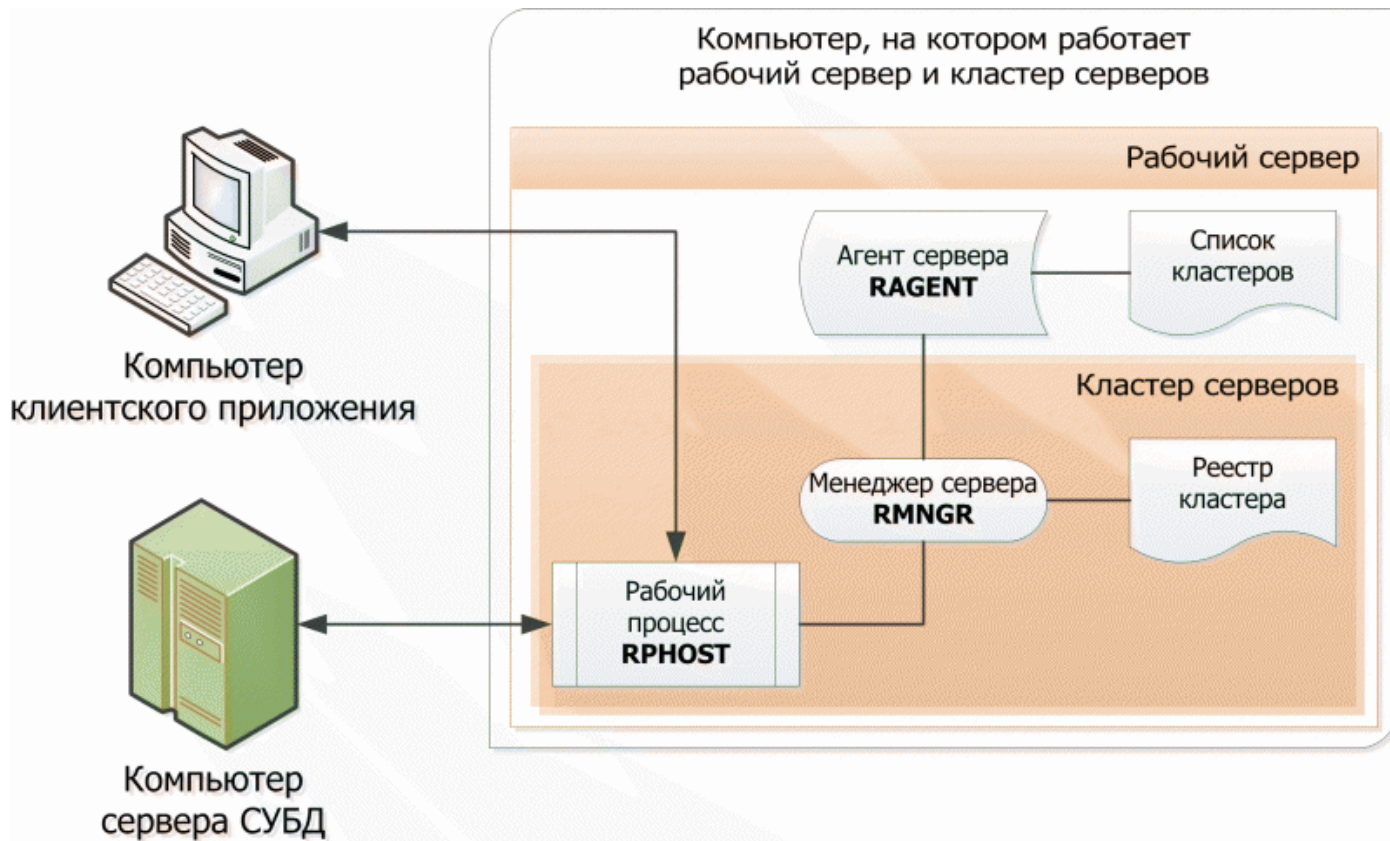 Компьютер, на котором работает
рабочий сервер и кластер серверов
Рабочий сервер
Агент сервера
RAGENT
Список
кластеров
Компьютер
клиентского приложения
Кластер серверов
Менеджер сервера
RMNGR
Реестр
кластера
Рабочий
процесс
RPHOST
Компьютер
сервера СУБД